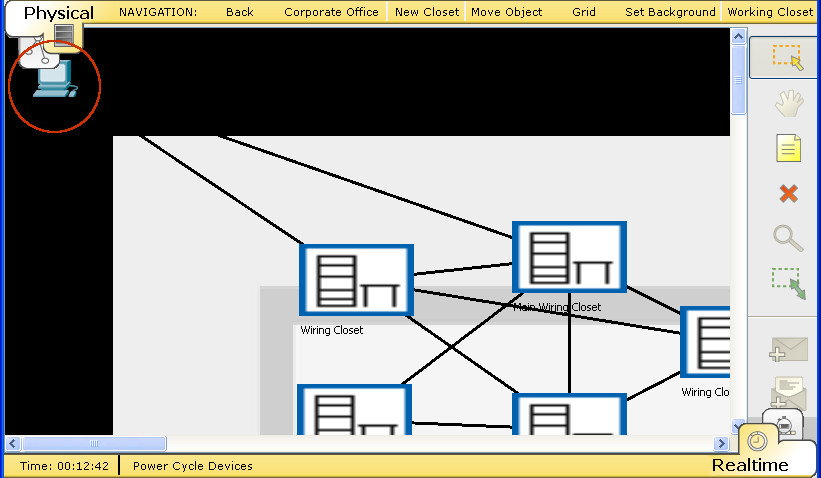 Physical
NAVIGATION: Back Corporate Office New Closet Move Object Grid Set Background Working Closet
Main Wiring Closet
Wiring Closet
Wiring Clo
Time: 00:12:42 Power Cycle Devices
Realtime